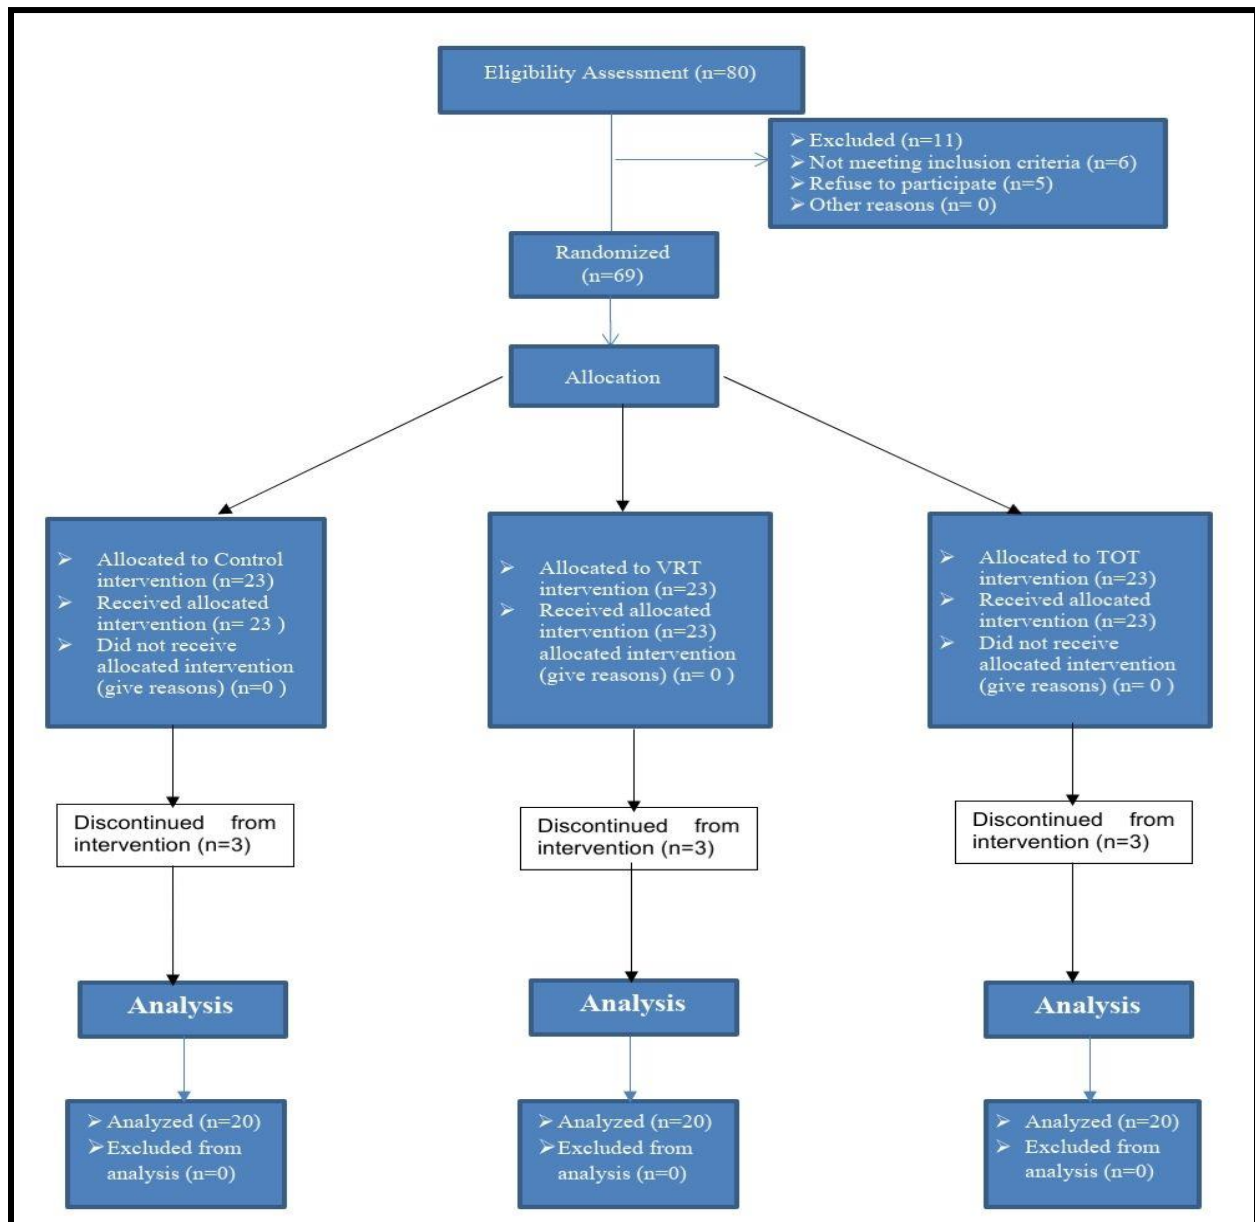 Eligibility Assessment (n=80)
➢ Excluded (n=11)
➢ Not meeting inclusion criteria (n=6)
➢ Refuse to participate (n=5)
➢ Other reasons (n= 0)
Randomized
(n=69)
Allocation
➢ Allocated to Control
intervention (n=23)
➢ Received allocated
intervention (n= 23 )
➢ Did not receive
allocated intervention
(give reasons) (n=0 )
➢ Allocated to VRT
intervention (n=23)
➢ Received allocated
intervention (n=23)
allocated intervention
(give reasons) (n= 0 )
➢ Allocated to TOT
intervention (n=23)
➢ Received allocated
intervention (n=23)
➢ Did not receive
allocated intervention
(give reasons) (n= 0 )
Discontinued from
intervention (n=3)
Discontinued from
intervention (n=3)
Discontinued from
intervention (n=3)
Analysis
Analysis
Analysis
➢ Analyzed (n=20)
➢ Excluded from
analysis (n=0)
➢ Analyzed (n=20)
➢ Excluded from
analysis (n=0)
➢ Analyzed (n=20)
➢ Excluded from
analysis (n=0)